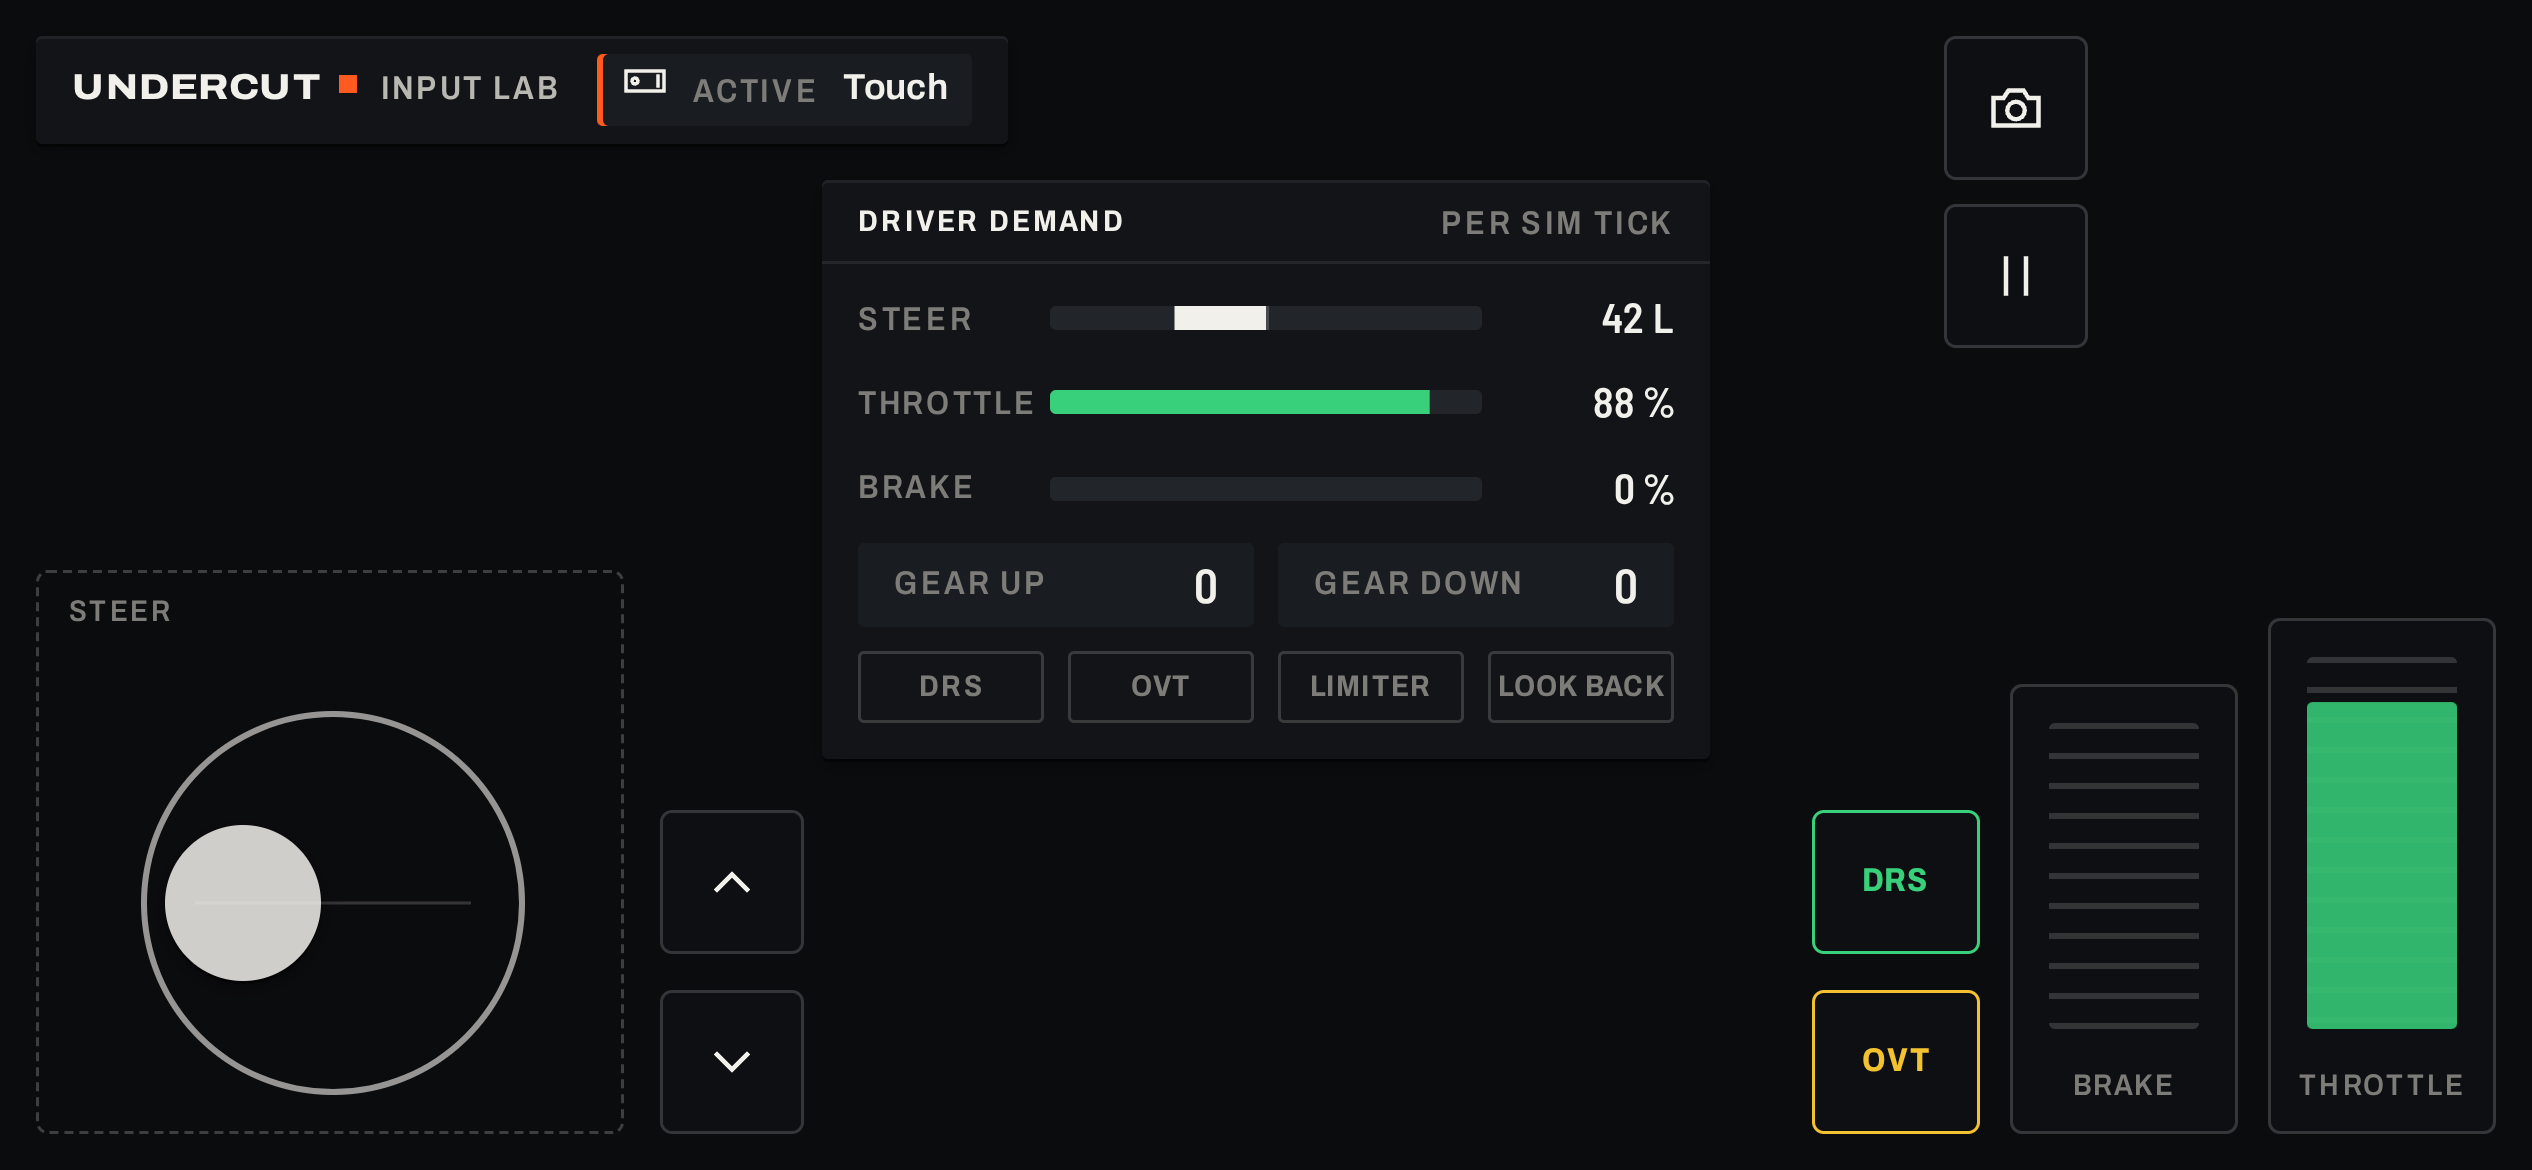 UNDERCUT INPUT LAB ACTIVE Touch
DRIVER DEMAND PER SIM TICK
STEER 42 L
THROTTLE 88 %
BRAKE 0 %
GEAR UP 0 GEAR DOWN 0
DRS OVT LIMITER LOOK BACK
STEER
DRS
OVT
BRAKE
THROTTLE